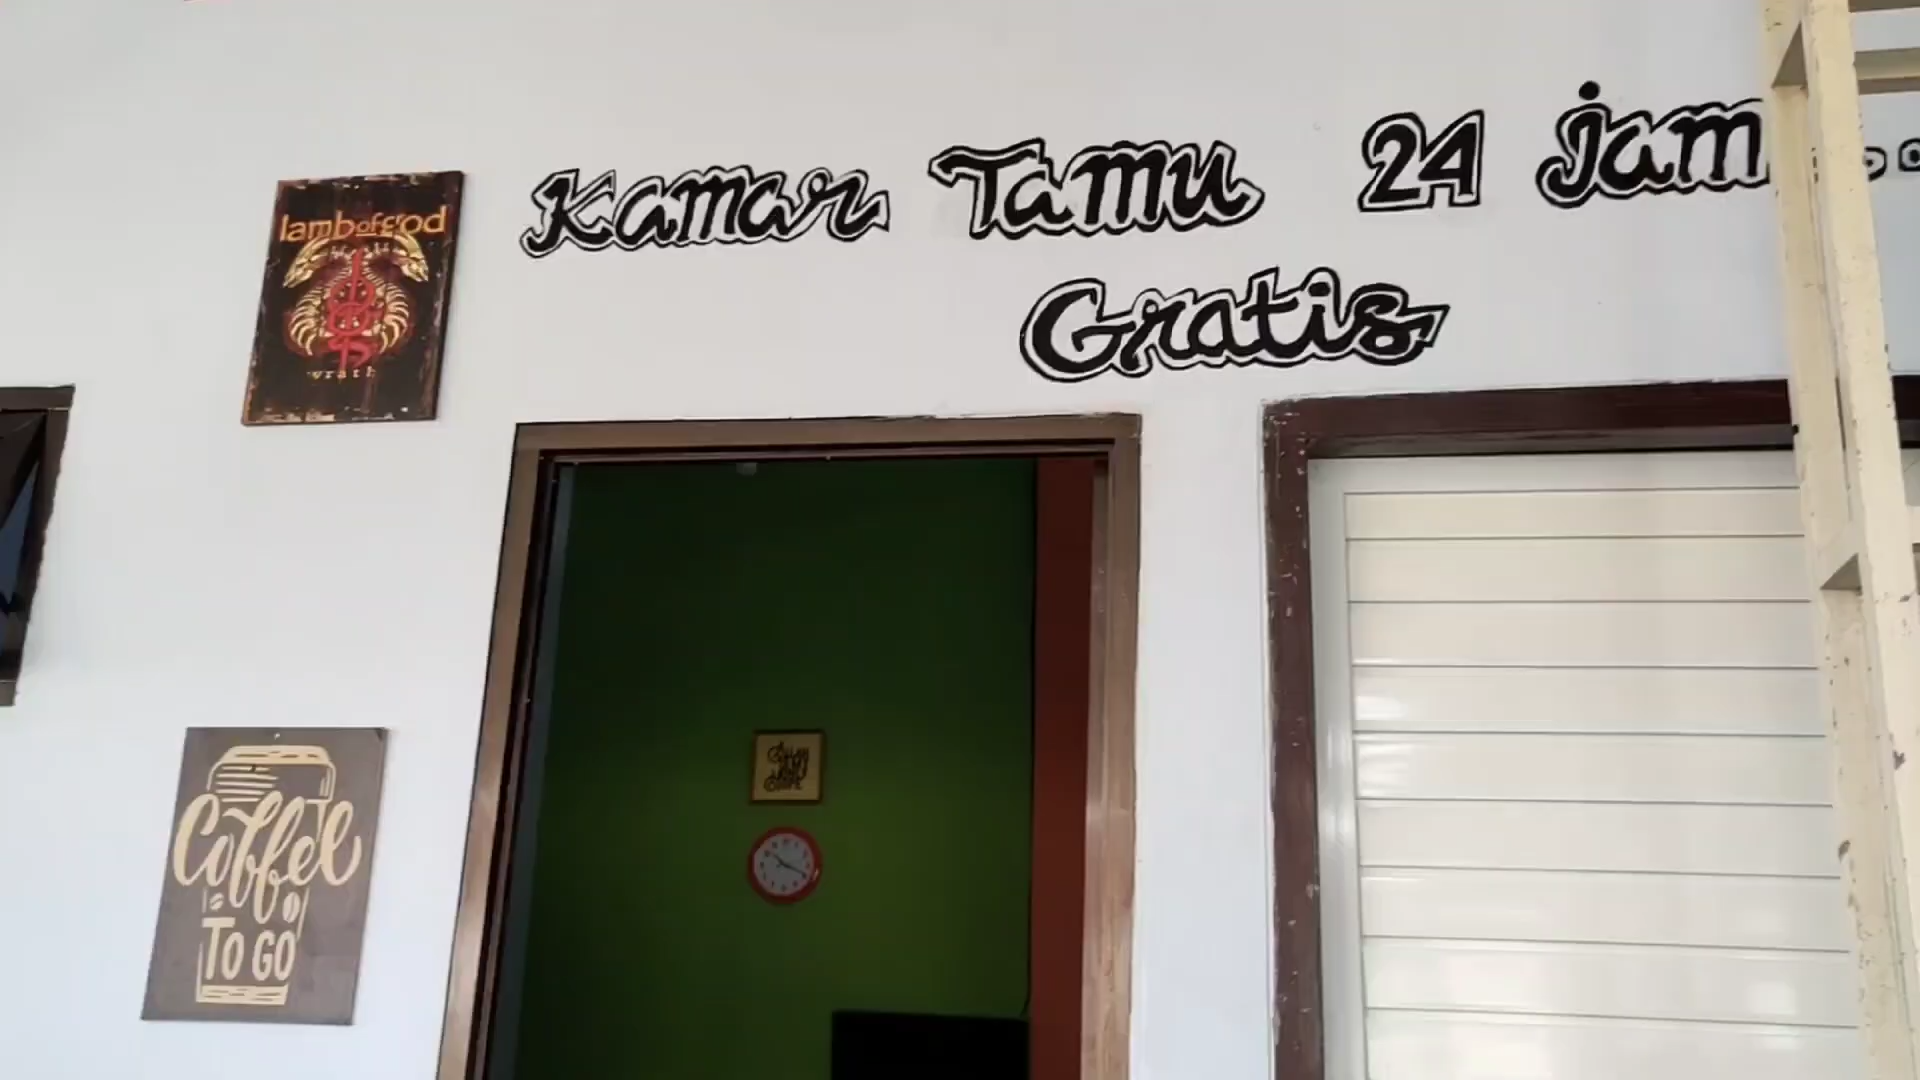 Kamar Tamu 24 jam...
Gratis
lamb of god
wrath
Coffee
TO GO